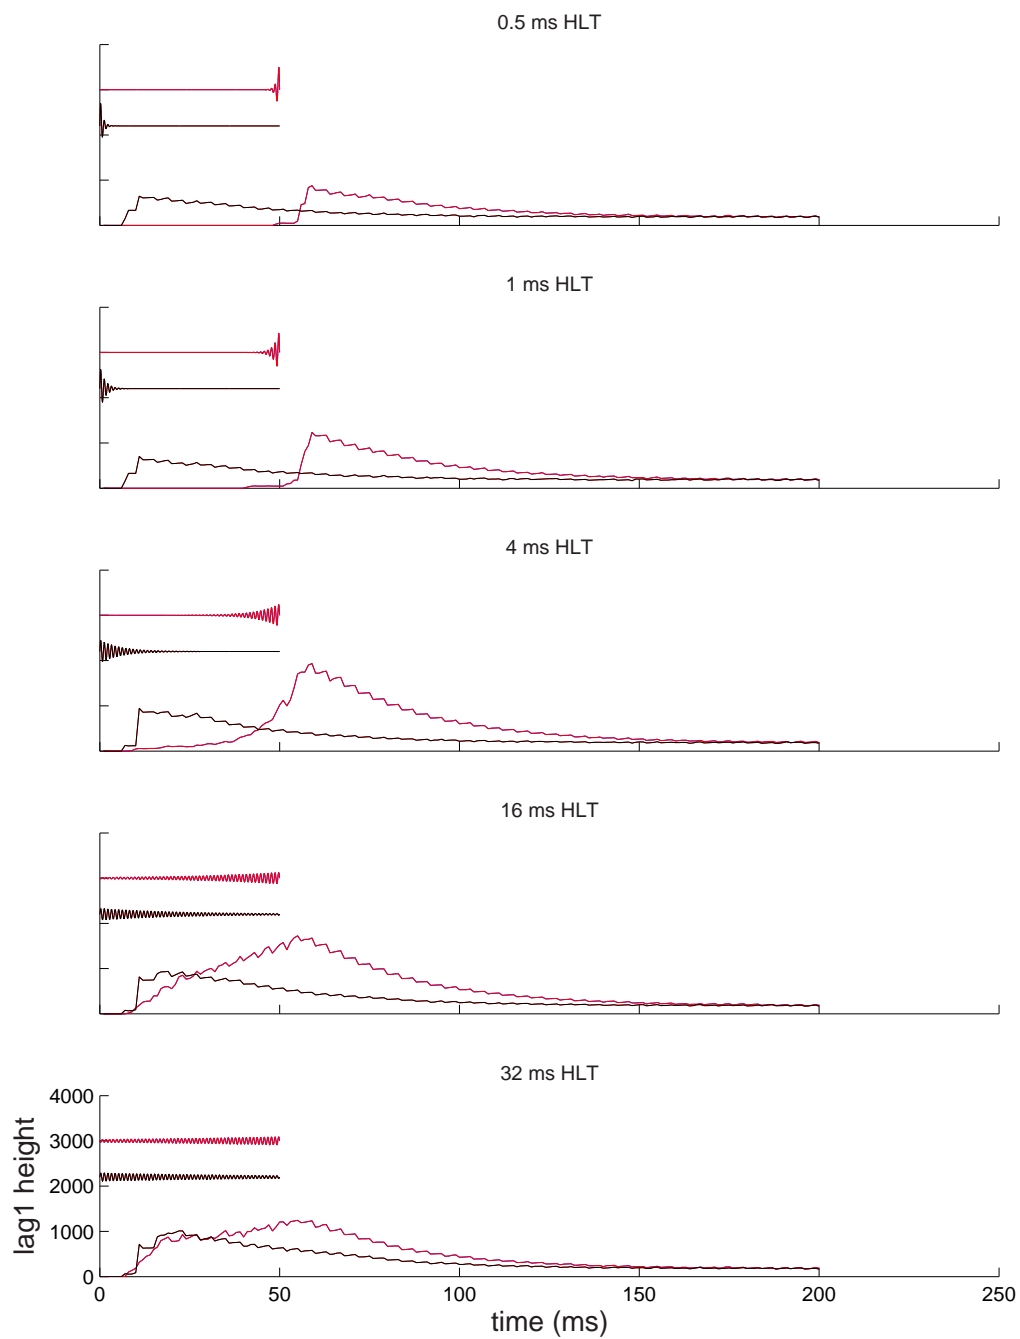 0.5 ms HLT
1 ms HLT
4 ms HLT
16 ms HLT
32 ms HLT
4000
3000
2000
1000
0
lag1 height
0 50 100 150 200 250
time (ms)